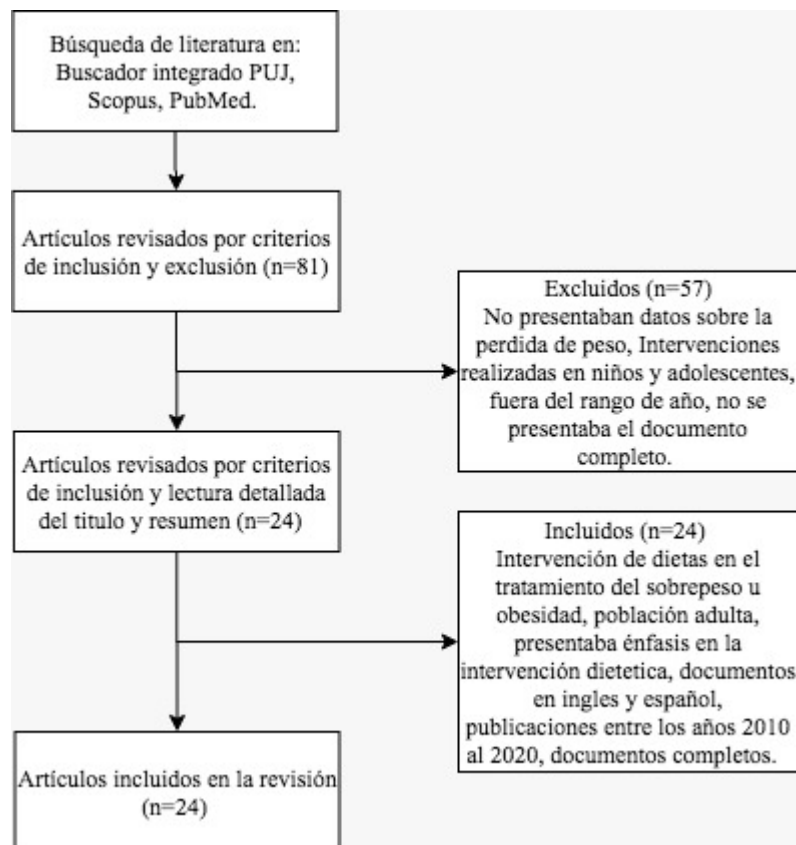 Búsqueda de literatura en:
Buscador integrado PUJ,
Scopus, PubMed.
Artículos revisados por criterios
de inclusión y exclusión (n=81)
Excluidos (n=57)
No presentaban datos sobre la
perdida de peso, Intervenciones
realizadas en niños y adolescentes,
fuera del rango de año, no se
presentaba el documento
completo.
Artículos revisados por criterios
de inclusión y lectura detallada
del titulo y resumen (n=24)
Incluidos (n=24)
Intervención de dietas en el
tratamiento del sobrepeso u
obesidad, población adulta,
presentaba énfasis en la
intervención dietetica, documentos
en ingles y español,
publicaciones entre los años 2010
al 2020, documentos completos.
Artículos incluidos en la revisión
(n=24)